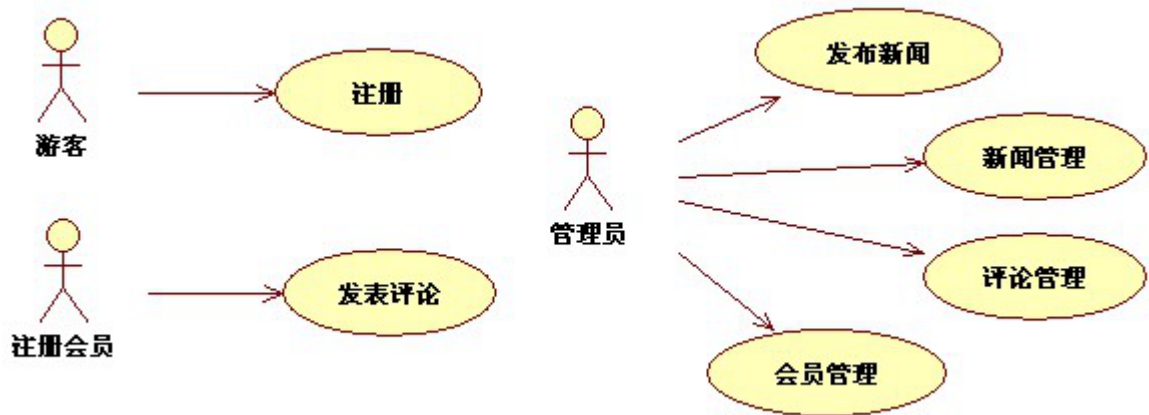 游客
注册
注册会员
发表评论
管理员
发布新闻
新闻管理
评论管理
会员管理